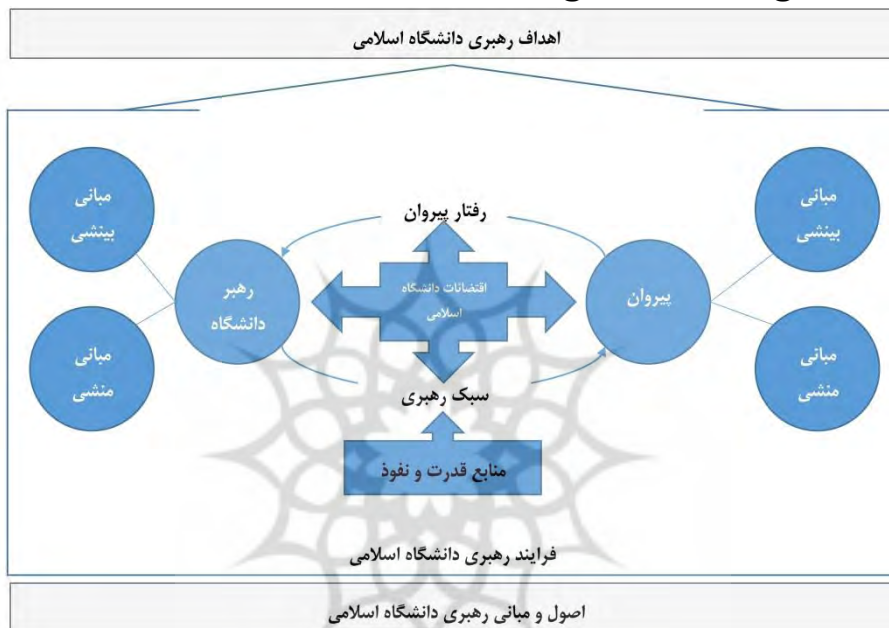 اهداف رهبری دانشگاه اسلامی
مبانی
بینشی
مبانی
بینشی
رفتار پیروان
پیروان
اقتضائات دانشگاه
اسلامی
رهبر
دانشگاه
مبانی
منشی
مبانی
منشی
سبک رهبری
منابع قدرت و نفوذ
فرایند رهبری دانشگاه اسلامی
اصول و مبانی رهبری دانشگاه اسلامی